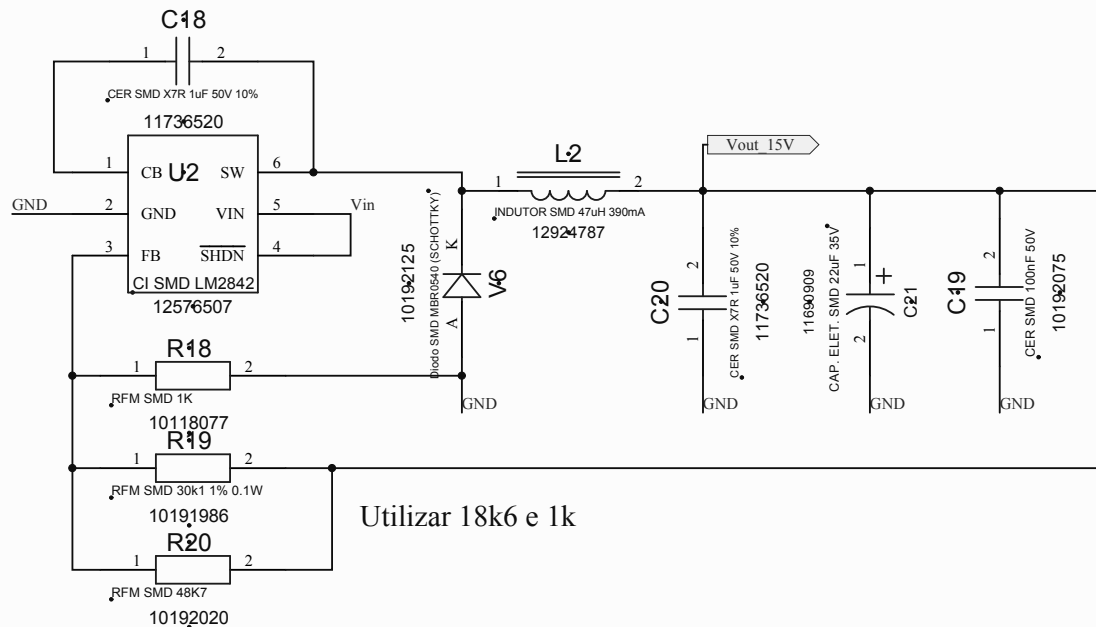 C18
1
2
CER SMD X7R 1uF 50V 10%
11736520
1
CB
U2
SW
6
GND
2
GND
VIN
5
Vin
3
FB
SHDN
4
CI SMD LM2842
12576507
L2
1
2
INDUTOR SMD 47uH 390mA
12924787
Vout_15V
K
A
V6
Diodo SMD MBR0540 (SCHOTTKY)
10192125
GND
2
1
C20
CER SMD X7R 1uF 50V 10%
11736520
GND
1
2
+
C21
CAP. ELET. SMD 22uF 35V
11690909
GND
2
1
C19
CER SMD 100nF 50V
10192075
GND
R18
1
2
RFM SMD 1K
10118077
R19
1
2
RFM SMD 30k1 1% 0.1W
10191986
R20
1
2
RFM SMD 48K7
10192020
Utilizar 18k6 e 1k